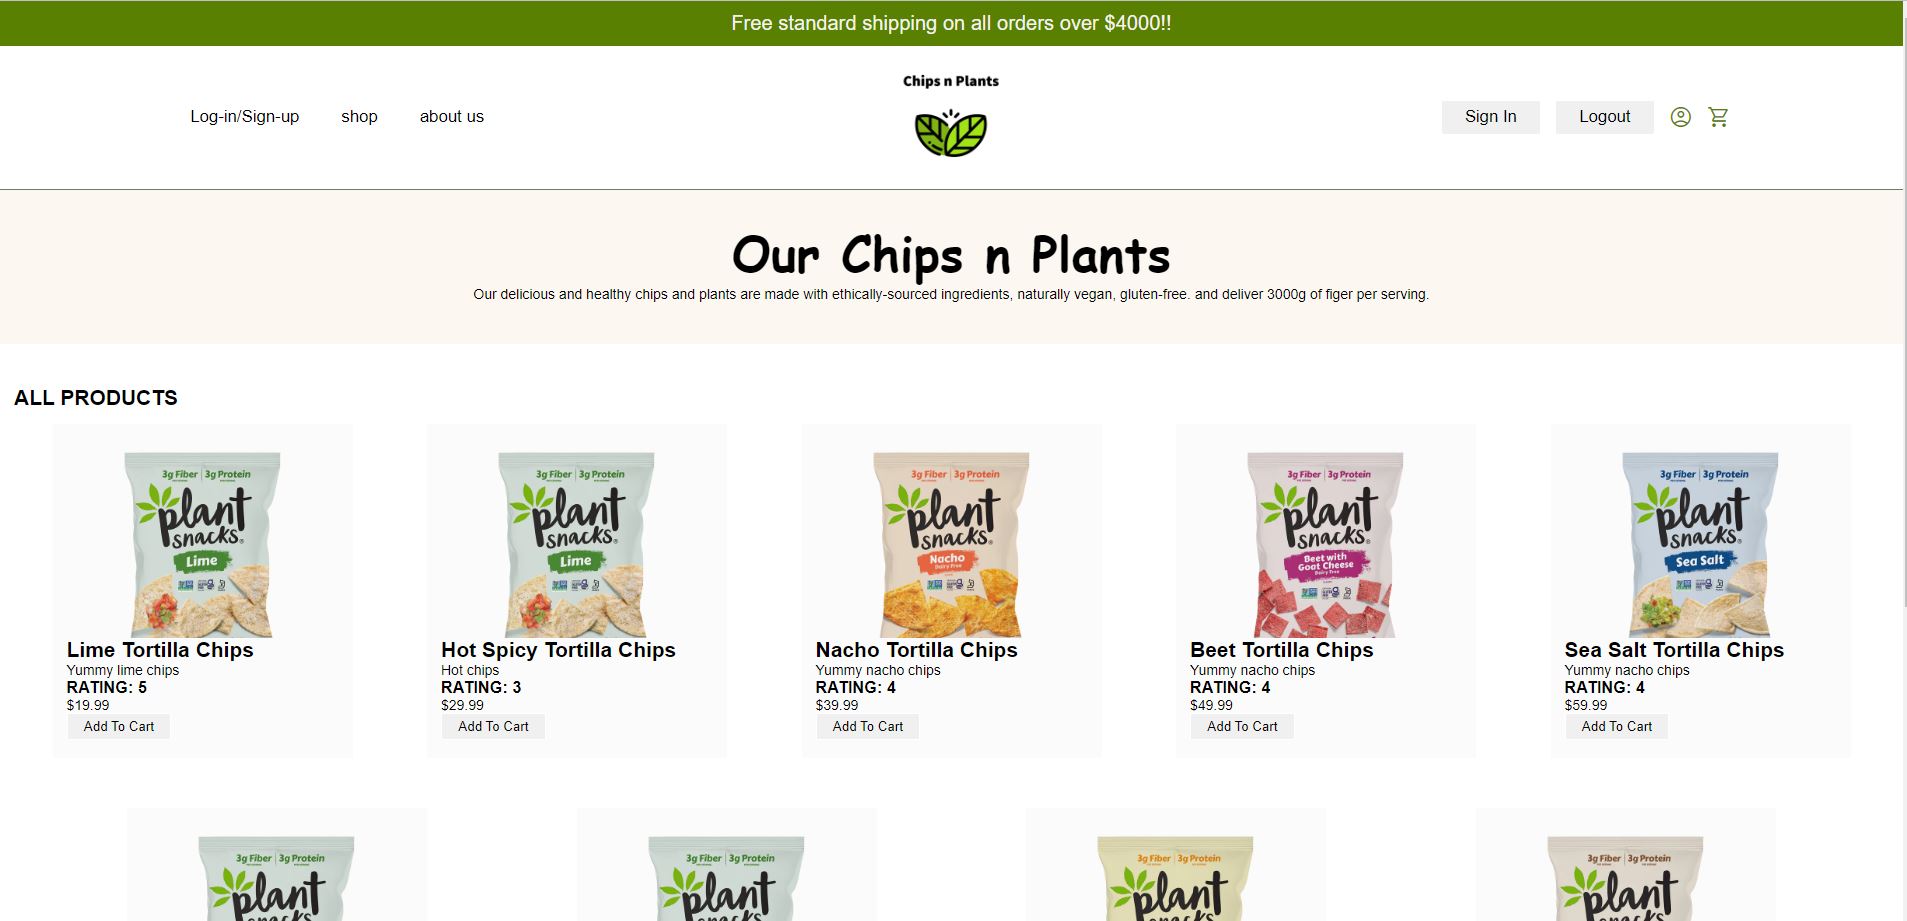 Free standard shipping on all orders over $4000!!
Chips n Plants
Log-in/Sign-up shop about us
Sign In Logout
Our Chips n Plants
Our delicious and healthy chips and plants are made with ethically-sourced ingredients, naturally vegan, gluten-free. and deliver 3000g of figer per serving.
ALL PRODUCTS
3g Fiber 3g Protein
plant
snacks
Lime
Lime Tortilla Chips
Yummy lime chips
RATING: 5
$19.99
Add To Cart
3g Fiber 3g Protein
plant
snacks
Lime
Hot Spicy Tortilla Chips
Hot chips
RATING: 3
$29.99
Add To Cart
3g Fiber 3g Protein
plant
snacks
Nacho
Dairy Free
Nacho Tortilla Chips
Yummy nacho chips
RATING: 4
$39.99
Add To Cart
3g Fiber 3g Protein
plant
snacks
Beet with
Goat Cheese
Dairy Free
Beet Tortilla Chips
Yummy nacho chips
RATING: 4
$49.99
Add To Cart
3g Fiber 3g Protein
plant
snacks
Sea Salt
Sea Salt Tortilla Chips
Yummy nacho chips
RATING: 4
$59.99
Add To Cart
3g Fiber 3g Protein
plant
snacks
3g Fiber 3g Protein
plant
snacks
3g Fiber 3g Protein
plant
snacks
3g Fiber 3g Protein
plant
snacks